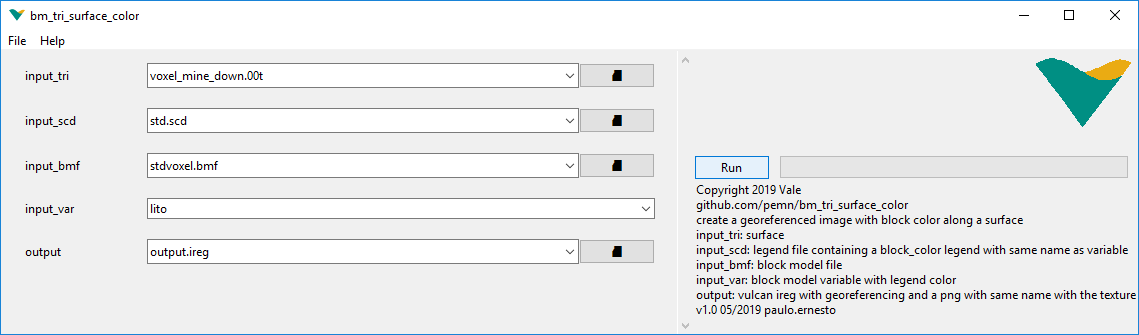 bm_tri_surface_color
File Help
input_tri voxel_mine_down.00t
input_scd std.scd
input_bmf stdvoxel.bmf
input_var lito
output output.ireg
Run
Copyright 2019 Vale
github.com/pemn/bm_tri_surface_color
create a georeferenced image with block color along a surface
input_tri: surface
input_scd: legend file containing a block_color legend with same name as variable
input_bmf: block model file
input_var: block model variable with legend color
output: vulcan ireg with georeferencing and a png with same name with the texture
v1.0 05/2019 paulo.ernesto